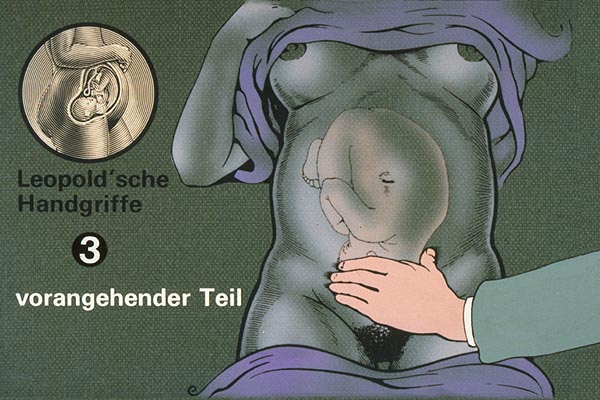 Leopold'sche
Handgriffe
3
vorangehender Teil